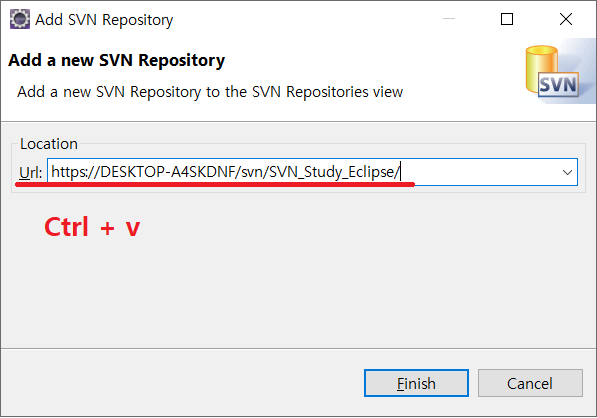 Add SVN Repository
Add a new SVN Repository
Add a new SVN Repository to the SVN Repositories view
SVN
Location
Url: https://DESKTOP-A4SKDNF/svn/SVN_Study_Eclipse/
Ctrl + v
Finish Cancel